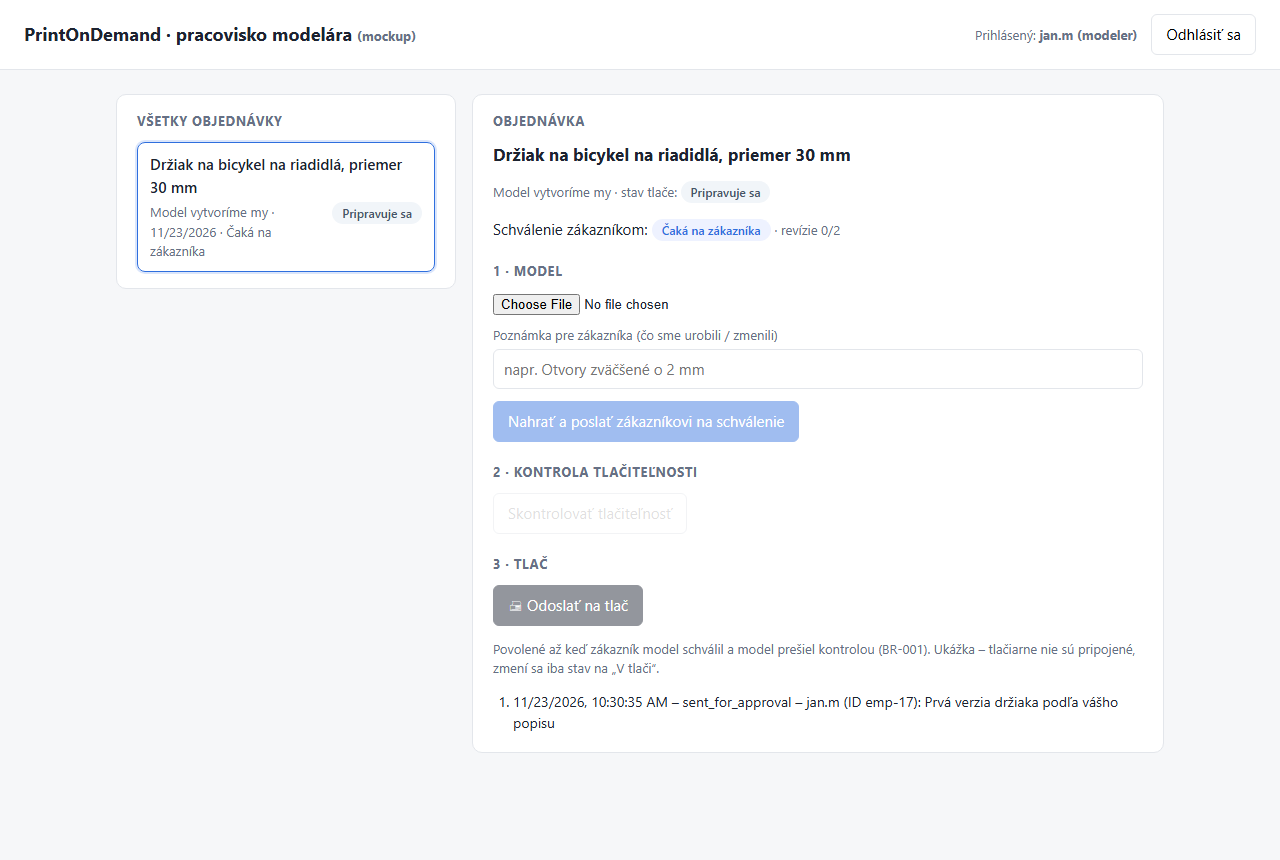 PrintOnDemand · pracovisko modelára (mockup)
Prihlásený: jan.m (modeler)
Odhlásiť sa
VŠETKY OBJEDNÁVKY
Držiak na bicykel na riadidlá, priemer
30 mm
Model vytvoríme my ·
11/23/2026 · Čaká na
zákazníka
Pripravuje sa
OBJEDNÁVKA
Držiak na bicykel na riadidlá, priemer 30 mm
Model vytvoríme my · stav tlače: Pripravuje sa
Schválenie zákazníkom: Čaká na zákazníka · revízie 0/2
1 · MODEL
Choose File No file chosen
Poznámka pre zákazníka (čo sme urobili / zmenili)
napr. Otvory zväčšené o 2 mm
Nahrať a poslať zákazníkovi na schválenie
2 · KONTROLA TLAČITEĽNOSTI
Skontrolovať tlačiteľnosť
3 · TLAČ
Odoslať na tlač
Povolené až keď zákazník model schválil a model prešiel kontrolou (BR-001). Ukážka – tlačiarne nie sú pripojené,
zmení sa iba stav na „V tlači“.
1. 11/23/2026, 10:30:35 AM – sent_for_approval – jan.m (ID emp-17): Prvá verzia držiaka podľa vášho
popisu